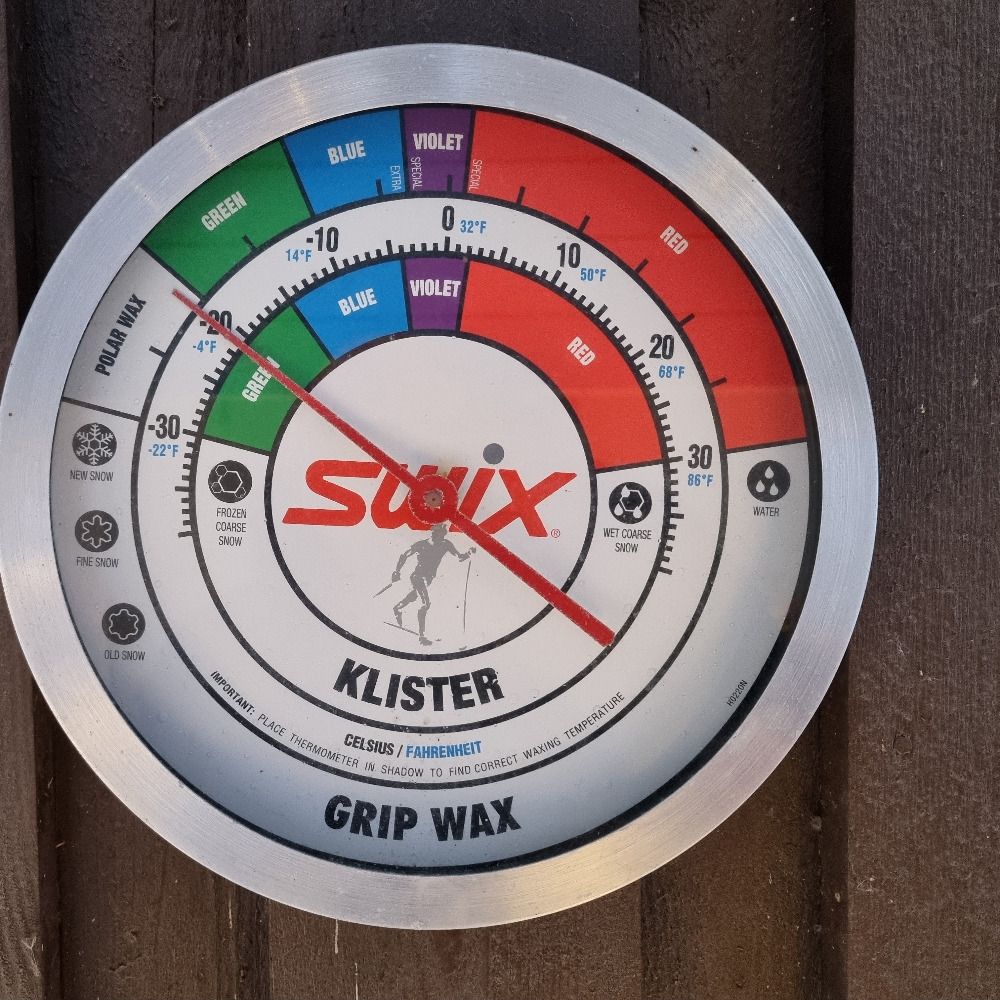 GREEN
BLUE
EXTRA
VIOLET
SPECIAL
SPECIAL
RED
POLAR WAX
-30
-22°F
-20
-4°F
-10
14°F
0
32°F
10
50°F
20
68°F
30
86°F
GREEN
BLUE
VIOLET
RED
NEW SNOW
FINE SNOW
OLD SNOW
FROZEN
COARSE
SNOW
SWIX®
WET COARSE
SNOW
WATER
KLISTER
CELSIUS / FAHRENHEIT
IMPORTANT: PLACE THERMOMETER IN SHADOW TO FIND CORRECT WAXING TEMPERATURE
GRIP WAX
H0220N